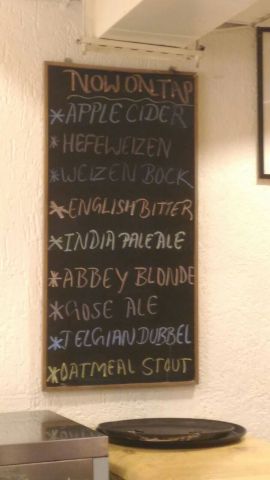 NOW ON TAP
*APPLE CIDER
*HEFEWEIZEN
*WEIZEN BOCK
*ENGLISH BITTER
*INDIA PALE ALE
*ABBEY BLONDE
*GOSE ALE
*TELGIAN DUBBEL
*OATMEAL STOUT